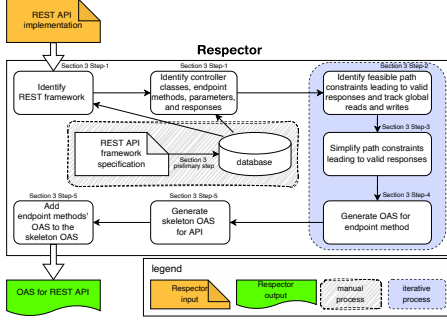 REST API
implementation
Respector
Section 3 Step-1
Identify
REST framework
Section 3 Step-1
Identify controller
classes, endpoint
methods, parameters,
and responses
Section 3 Step-2
Identify feasible path
constraints leading to valid
responses and track global
reads and writes
REST API
framework
specification
Section 3
preliminary step
database
Section 3 Step-3
Simplify path constraints
leading to valid responses
Section 3 Step-5
Add
endpoint methods'
OAS to the
skeleton OAS
Section 3 Step-5
Generate
skeleton OAS
for API
Section 3 Step-4
Generate OAS for
endpoint method
OAS for REST API
legend
Respector
input
Respector
output
manual
process
iterative
process